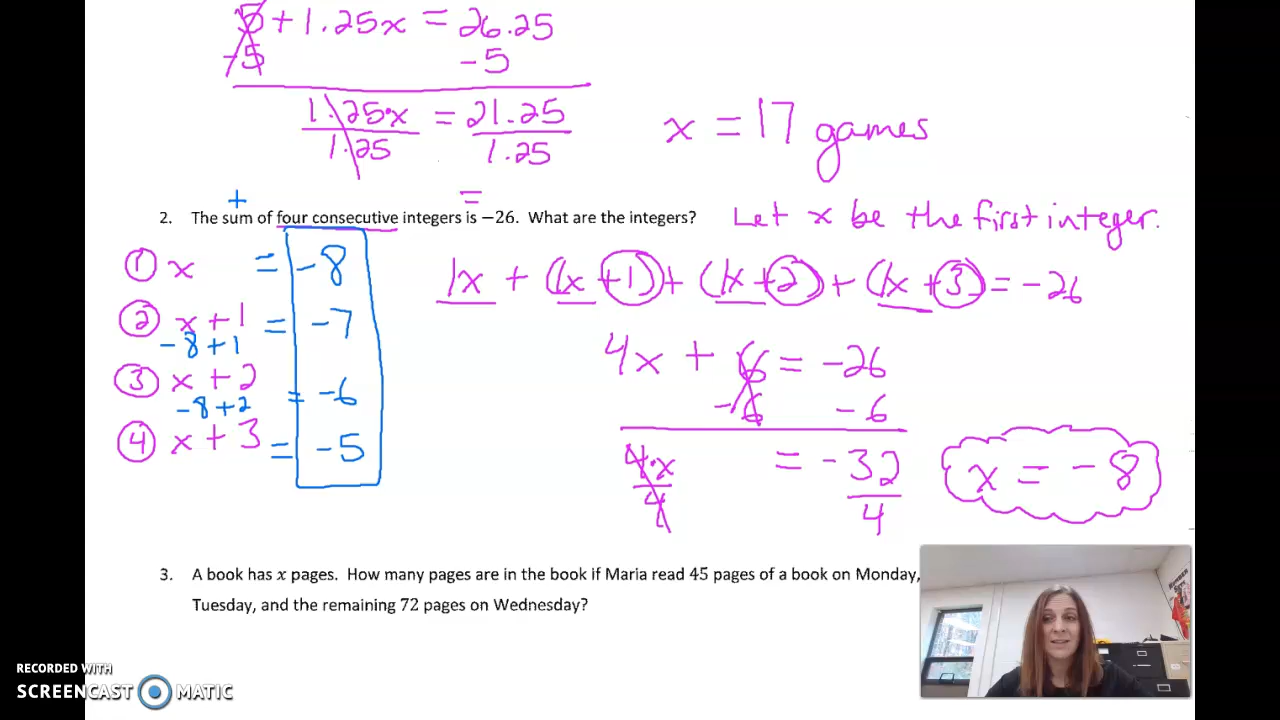 5 + 1.25x = 26.25
-5 -5
1.25•x = 21.25
1.25 1.25
x = 17 games
+ =
2. The sum of four consecutive integers is −26. What are the integers?
Let x be the first integer.
① x = -8
② x + 1 = -7
-8+1
③ x + 2 = -6
-8+2
④ x + 3 = -5
1x + (1x + 1) + (1x + 2) + (1x + 3) = -26
4x + 6 = -26
-6 -6
4•x = -32
4 4
x = -8
3. A book has x pages. How many pages are in the book if Maria read 45 pages of a book on Monday,
Tuesday, and the remaining 72 pages on Wednesday?
RECORDED WITH
SCREENCAST MATIC